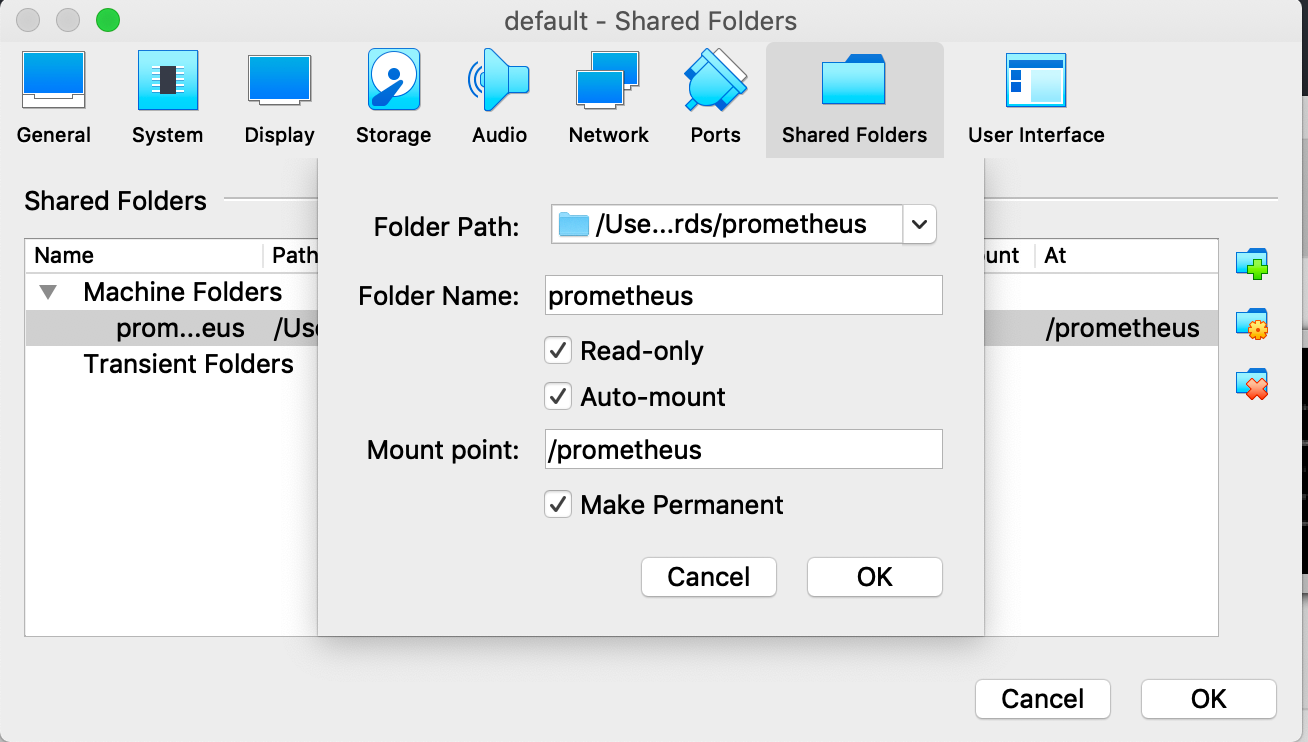 default - Shared Folders
General System Display Storage Audio Network Ports Shared Folders User Interface
Shared Folders
Folder Path: /Use...rds/prometheus
Name Path unt At
Folder Name: prometheus
Machine Folders
prom...eus /Use /prometheus
Read-only
Transient Folders
Auto-mount
Mount point: /prometheus
Make Permanent
Cancel OK
Cancel OK